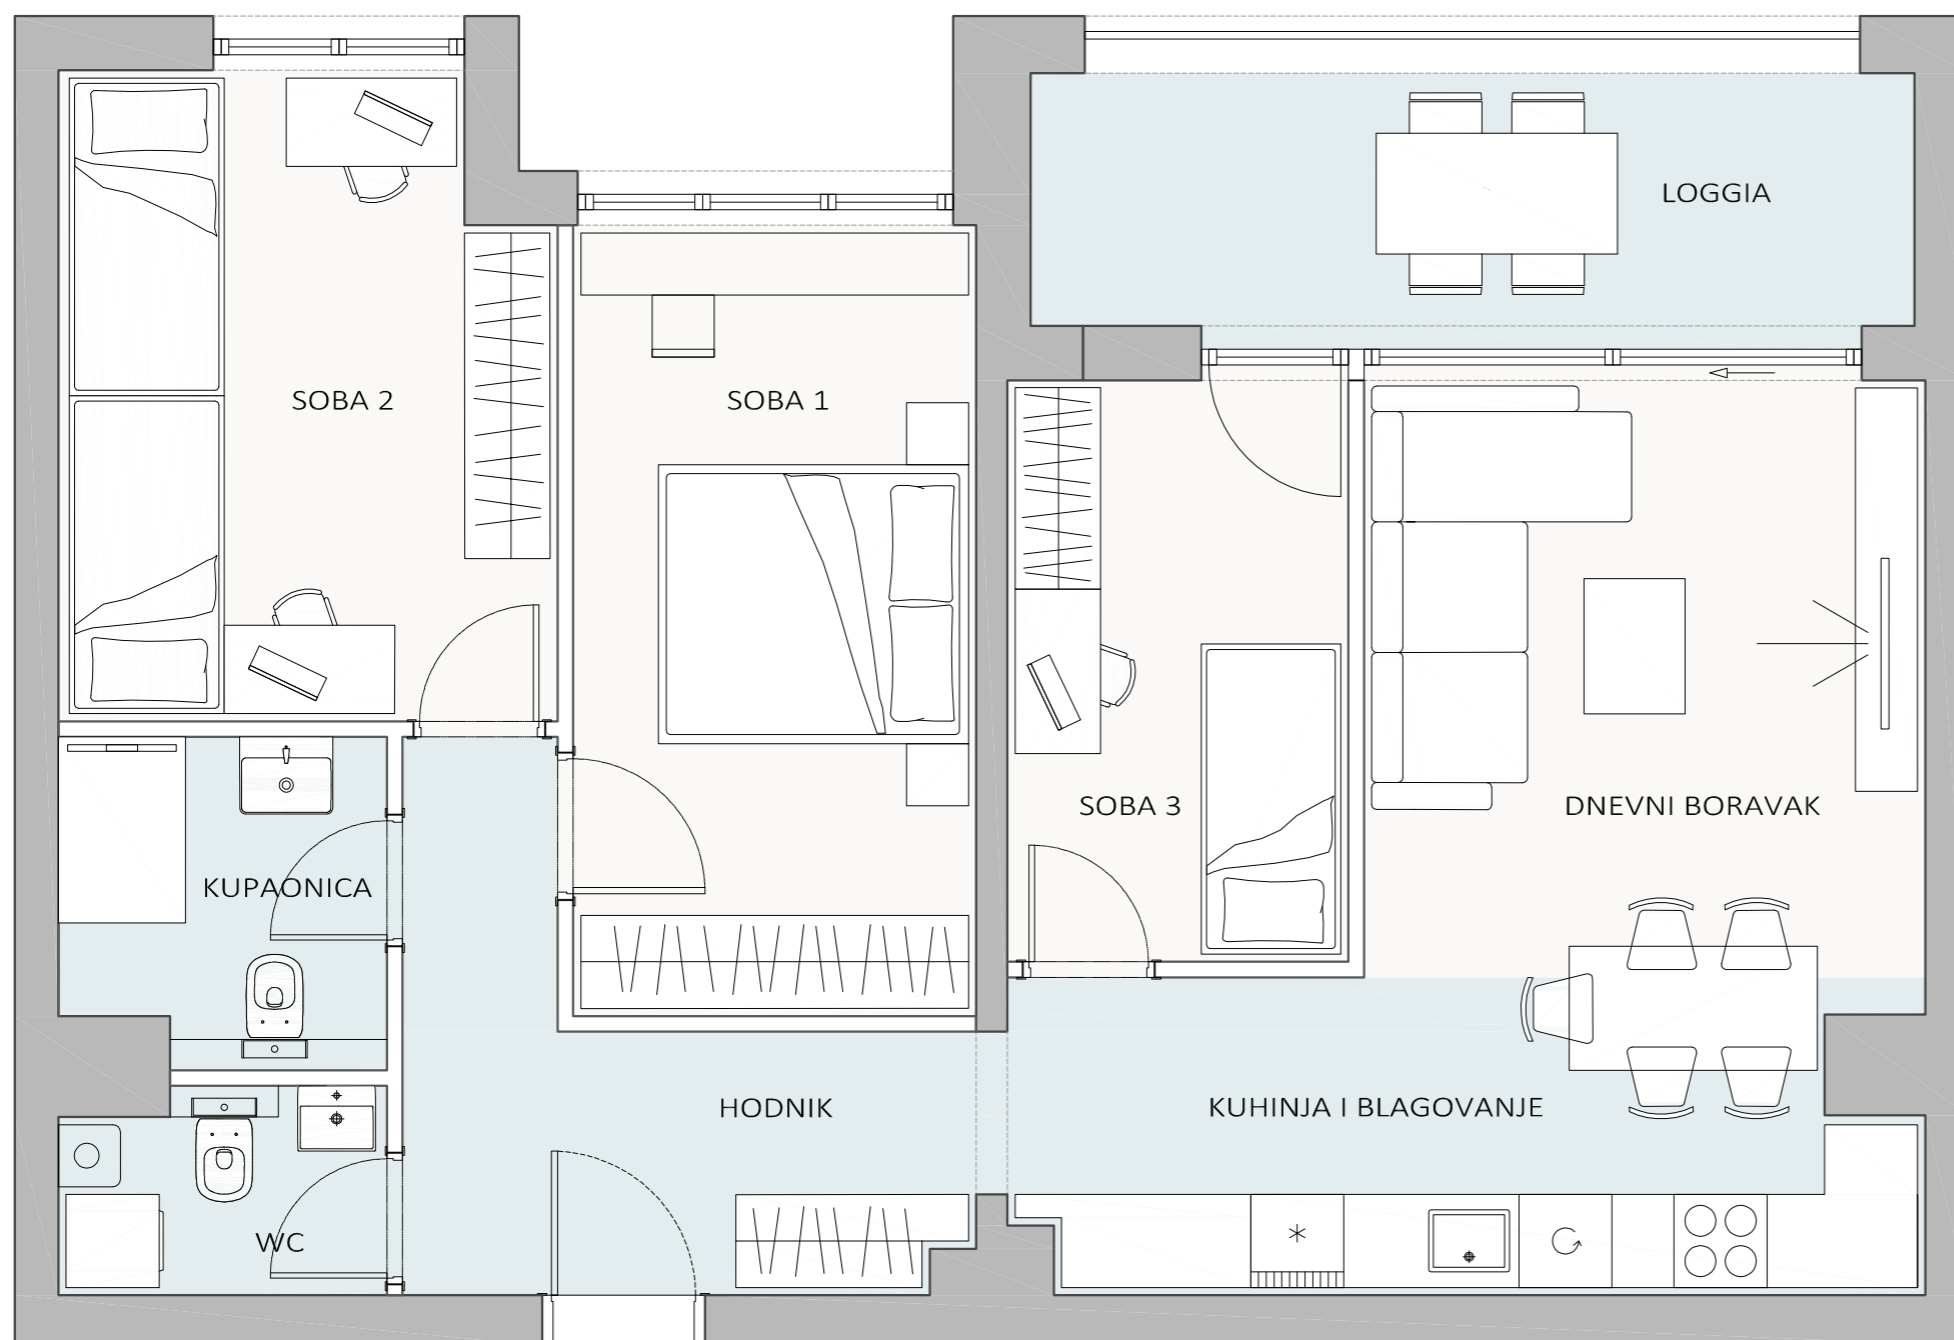 LOGGIA
SOBA 2
SOBA 1
SOBA 3
DNEVNI BORAVAK
KUPAONICA
HODNIK
KUHINJA I BLAGOVANJE
WC